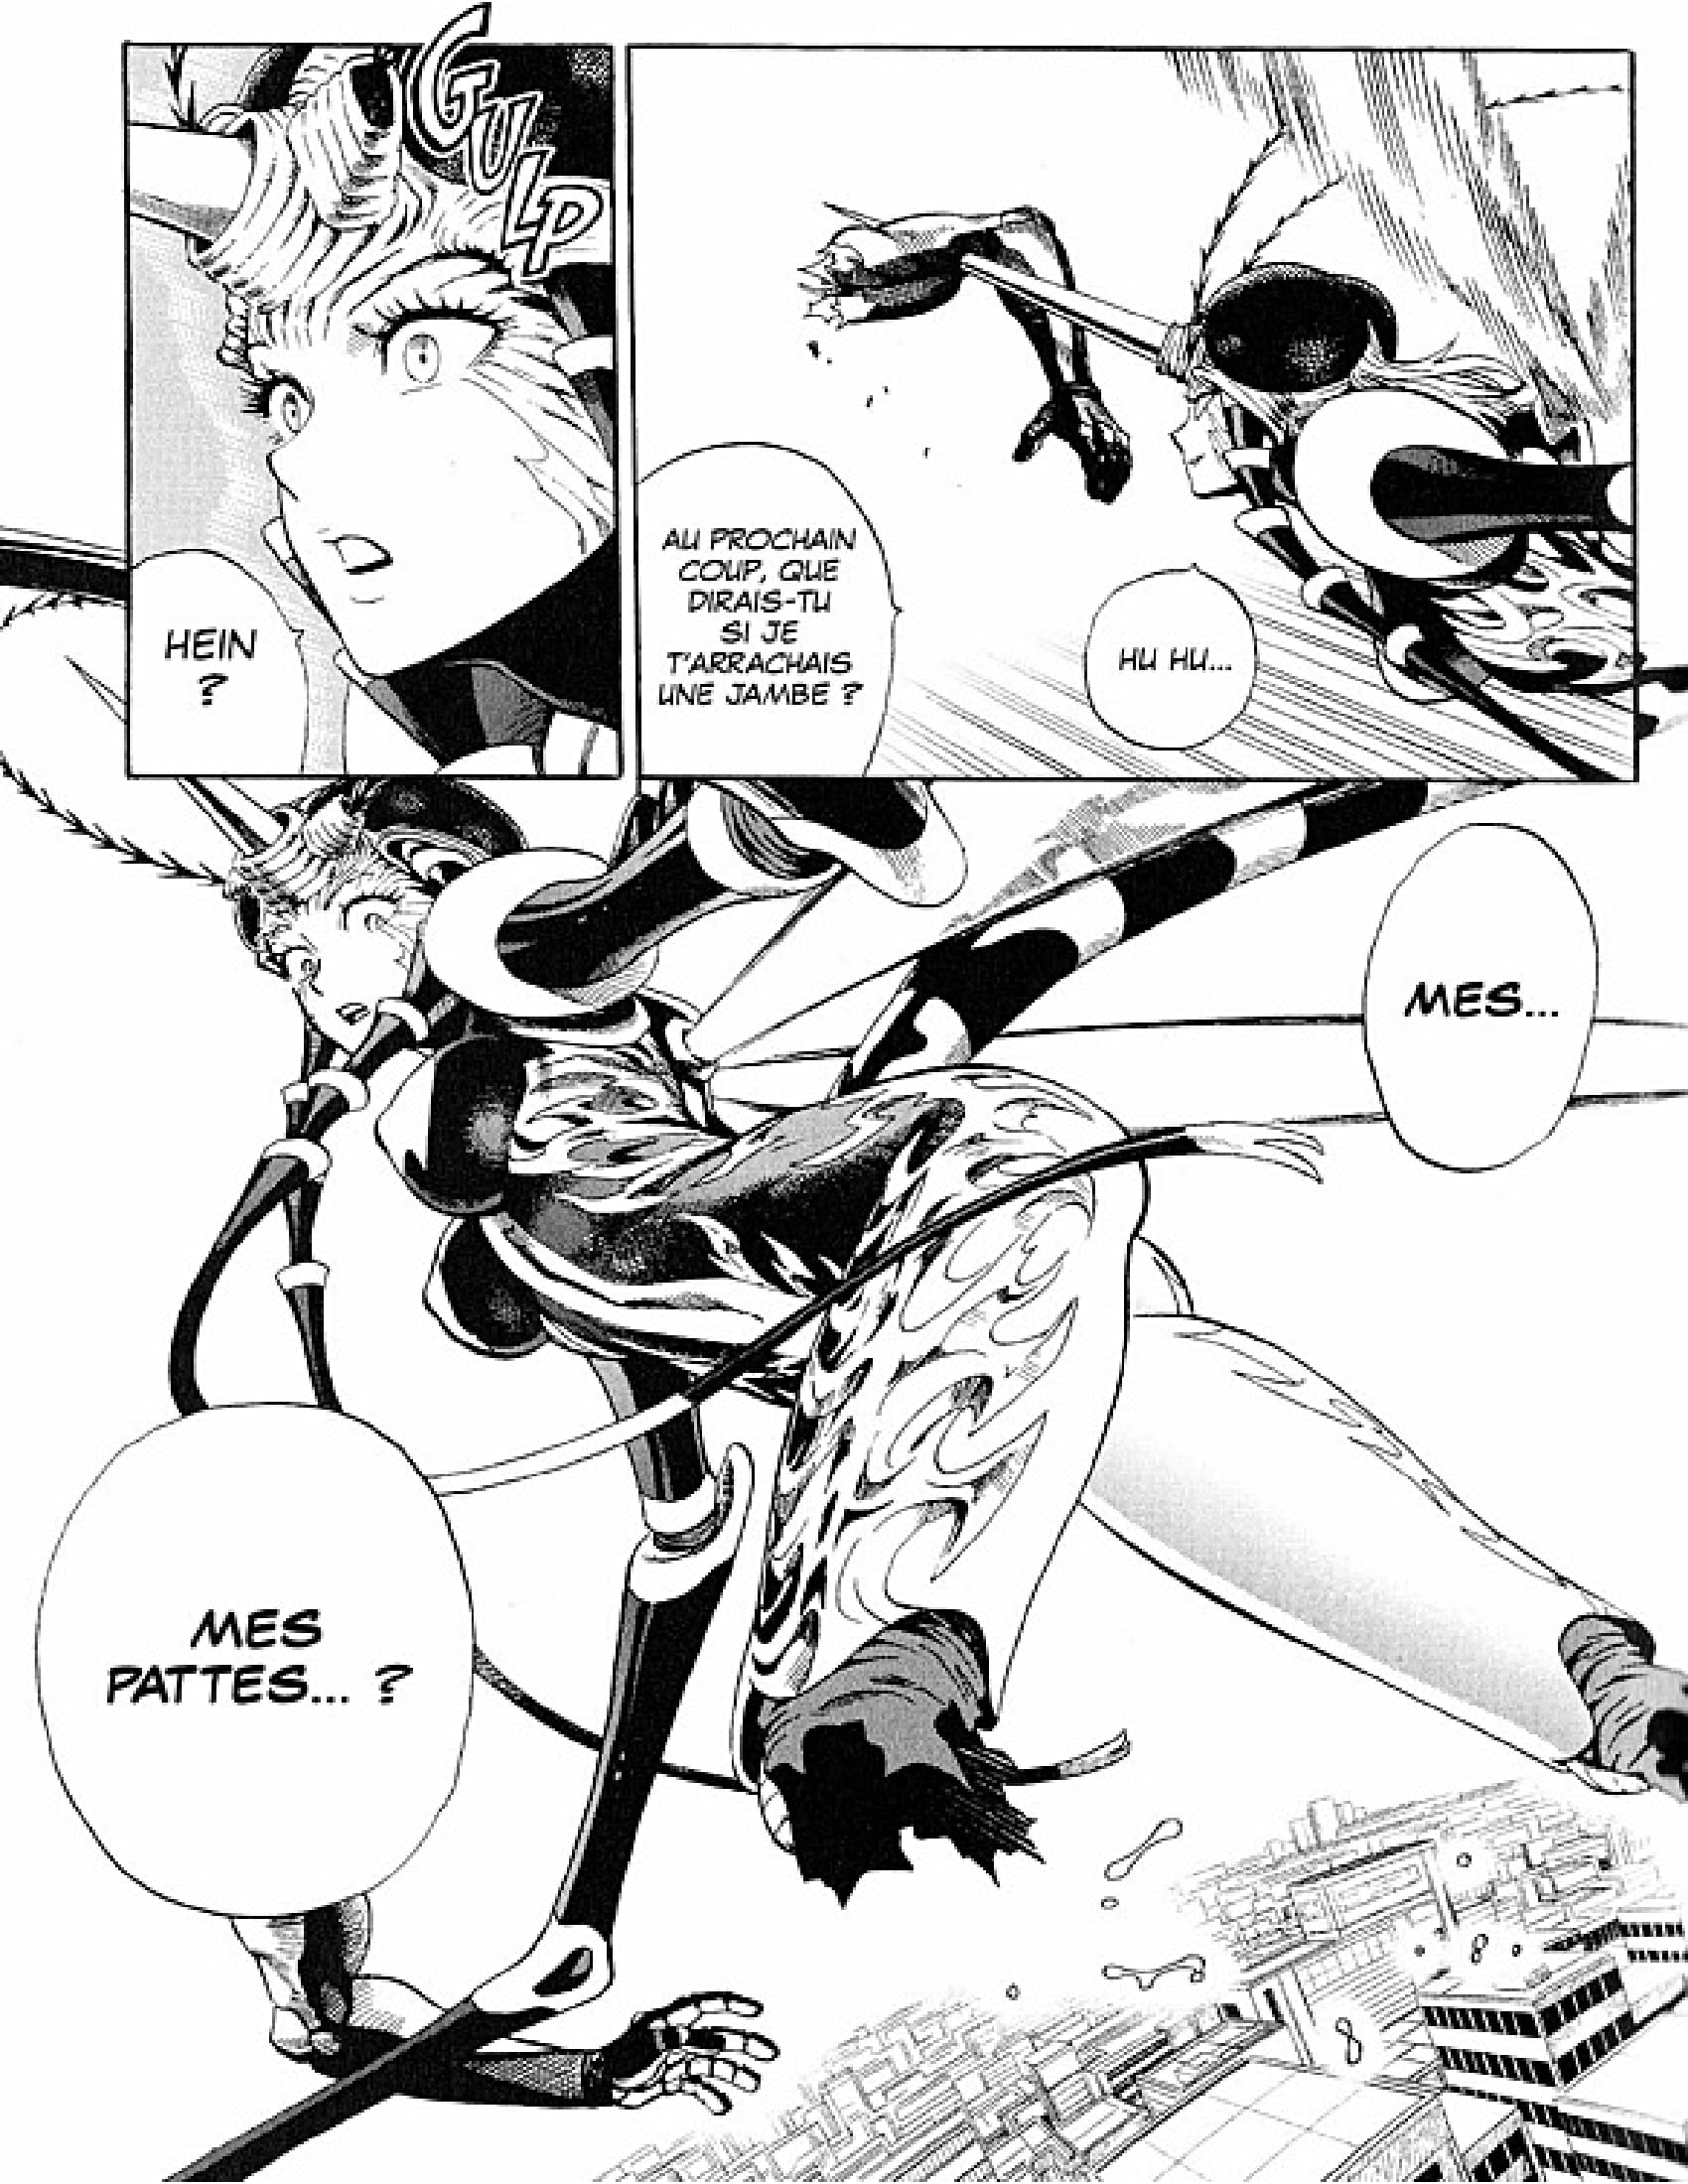 HU HU...
AU PROCHAIN
COUP, QUE
DIRAIS-TU
SI JE
T'ARRACHAIS
UNE JAMBE ?
GULP
HEIN
?
MES...
MES
PATTES... ?